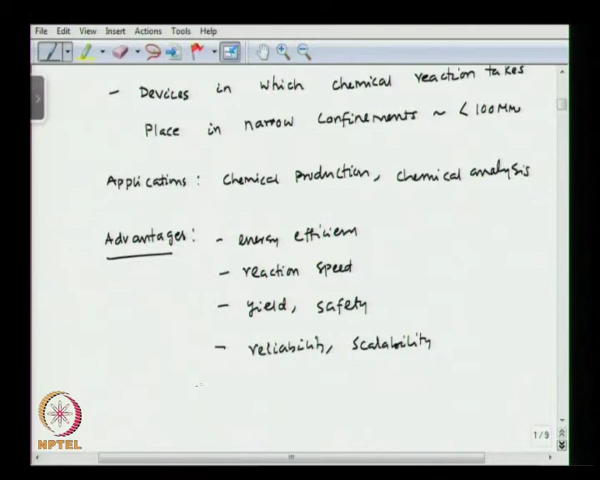 File Edit View Insert Actions Tools Help
- Devices in which chemical reaction takes
Place in narrow confinements ~ < 100 μm
Applications: Chemical Production, chemical analysis
Advantages: - energy efficiem
- reaction speed
- yield, safety
- reliability, scalability
NPTEL
1/9